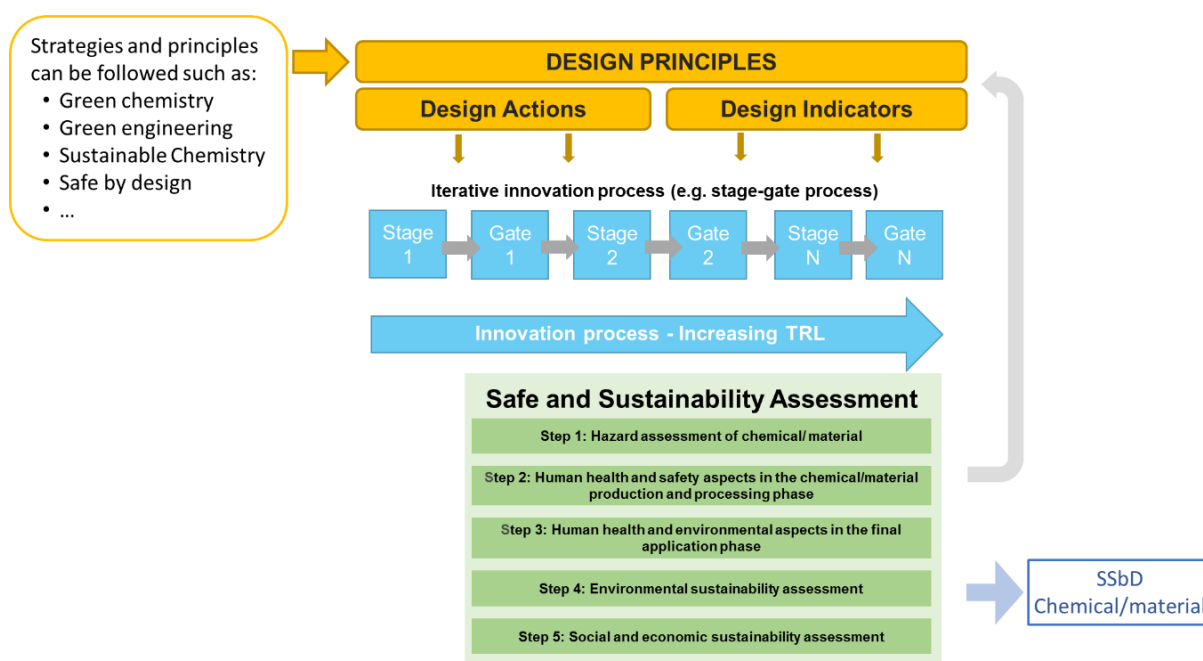 Strategies and principles
can be followed such as:
• Green chemistry
• Green engineering
• Sustainable Chemistry
• Safe by design
• ...
DESIGN PRINCIPLES
Design Actions
Design Indicators
Iterative innovation process (e.g. stage-gate process)
Stage
1
Gate
1
Stage
2
Gate
2
Stage
N
Gate
N
Innovation process - Increasing TRL
Safe and Sustainability Assessment
Step 1: Hazard assessment of chemical/ material
Step 2: Human health and safety aspects in the chemical/material
production and processing phase
Step 3: Human health and environmental aspects in the final
application phase
Step 4: Environmental sustainability assessment
Step 5: Social and economic sustainability assessment
SSbD
Chemical/material